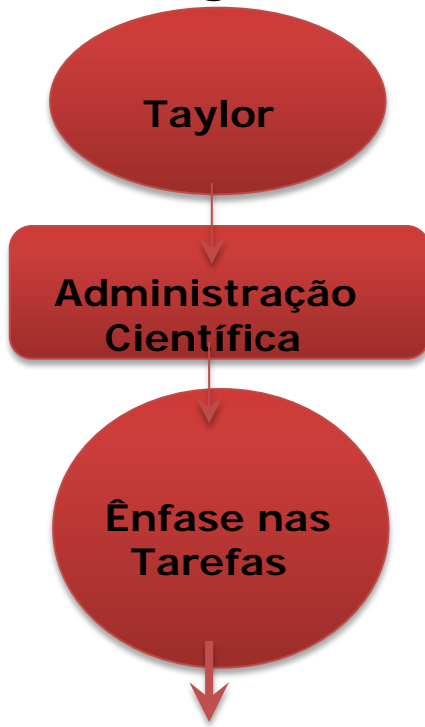 Taylor
Administração
Científica
Ênfase nas
Tarefas